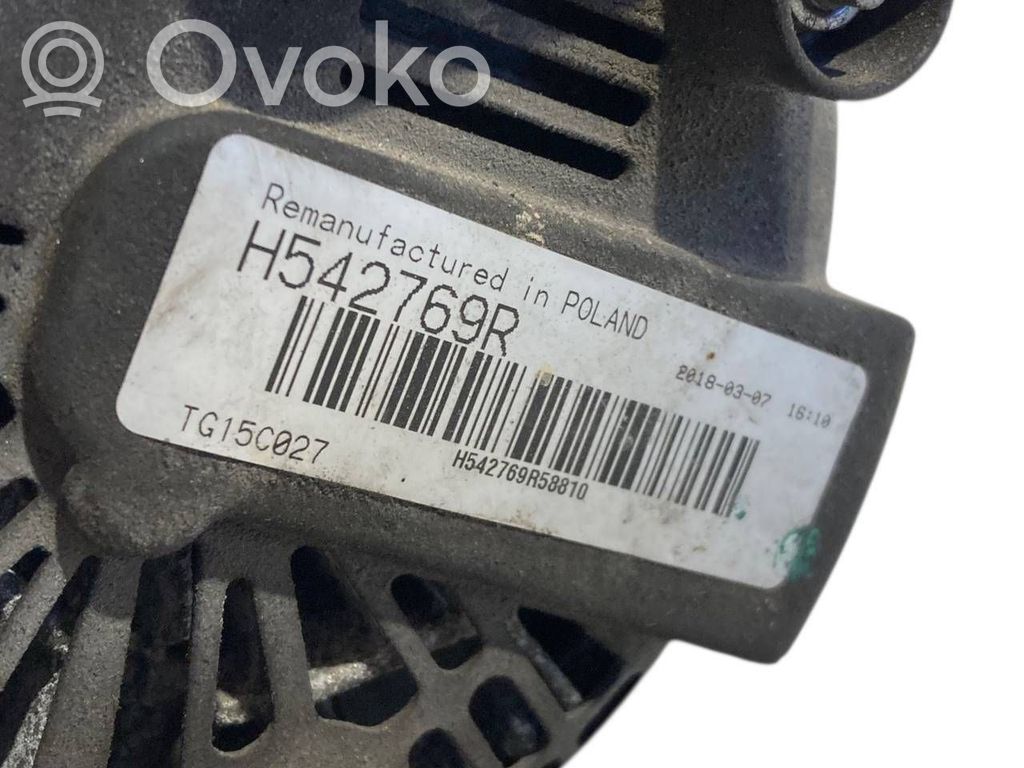 Ovoko
Remanufactured in POLAND
H542769R
2018-03-07 16:10
TG15C027
H542769R58810